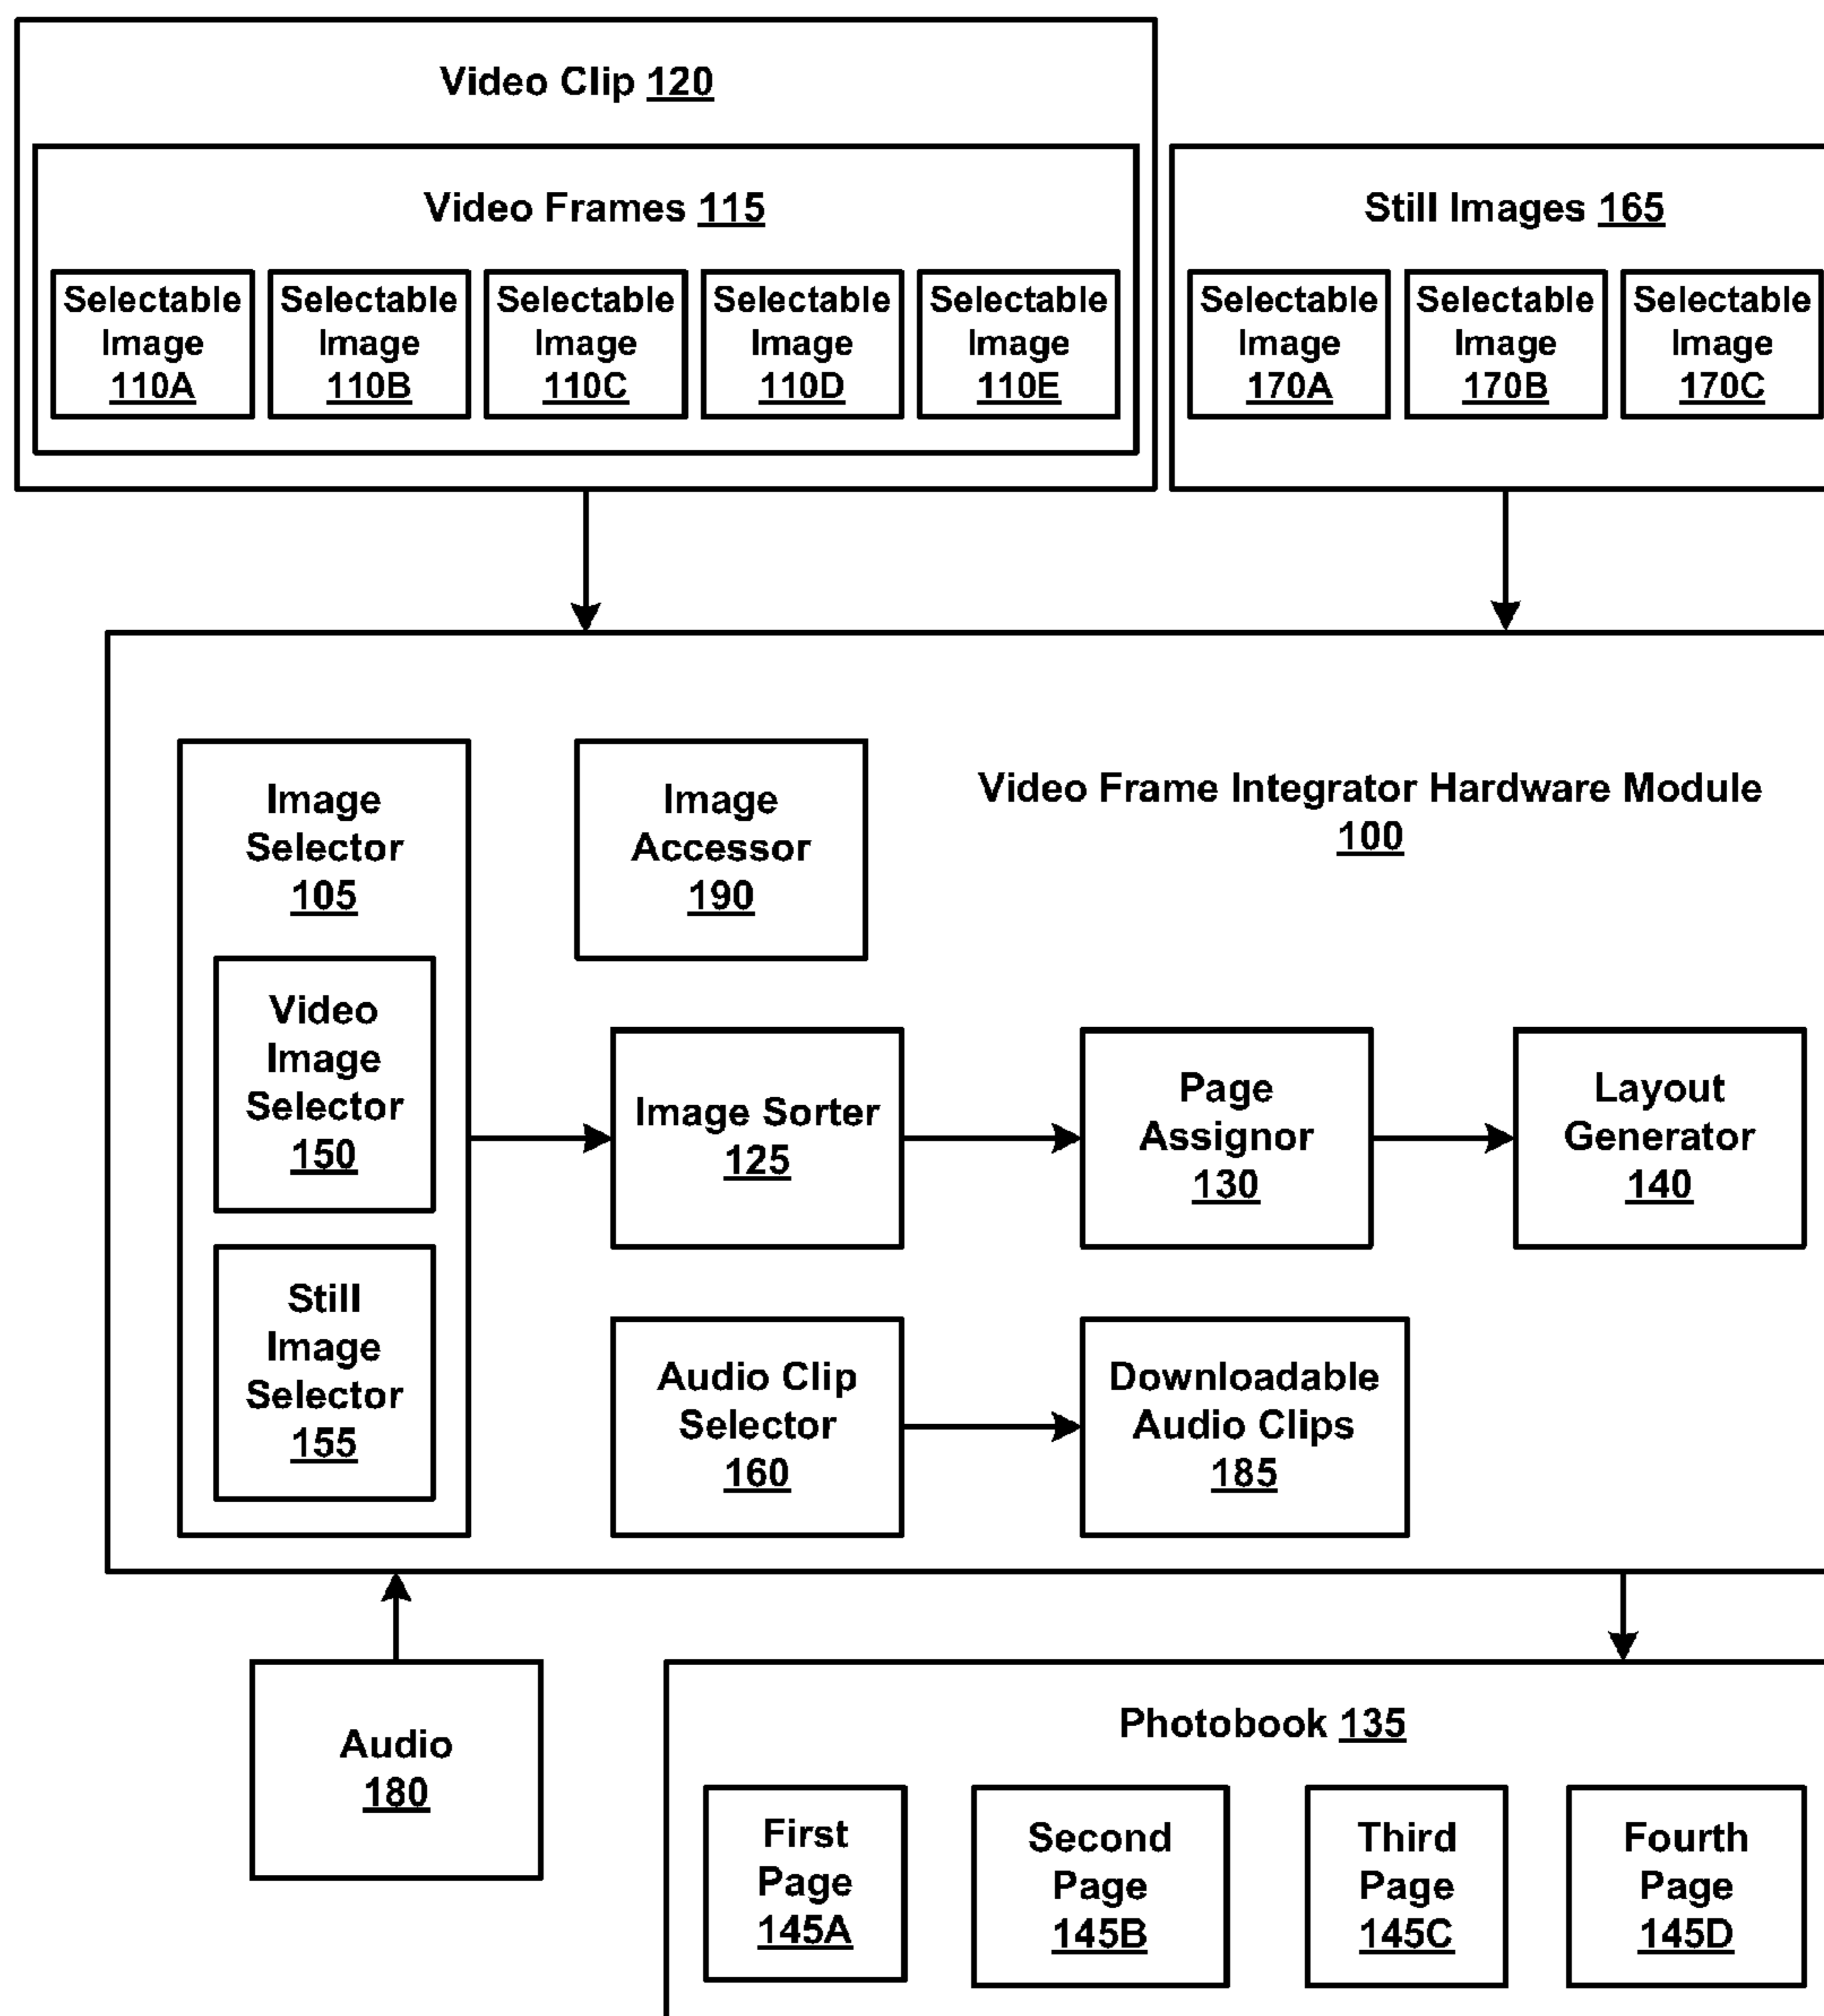 Video Clip 120
Video Frames 115
Selectable
Image
110A
Selectable
Image
110B
Selectable
Image
110C
Selectable
Image
110D
Selectable
Image
110E
Still Images 165
Selectable
Image
170A
Selectable
Image
170B
Selectable
Image
170C
Video Frame Integrator Hardware Module
100
Image
Selector
105
Video
Image
Selector
150
Still
Image
Selector
155
Image
Accessor
190
Image Sorter
125
Page
Assignor
130
Layout
Generator
140
Audio Clip
Selector
160
Downloadable
Audio Clips
185
Audio
180
Photobook 135
First
Page
145A
Second
Page
145B
Third
Page
145C
Fourth
Page
145D